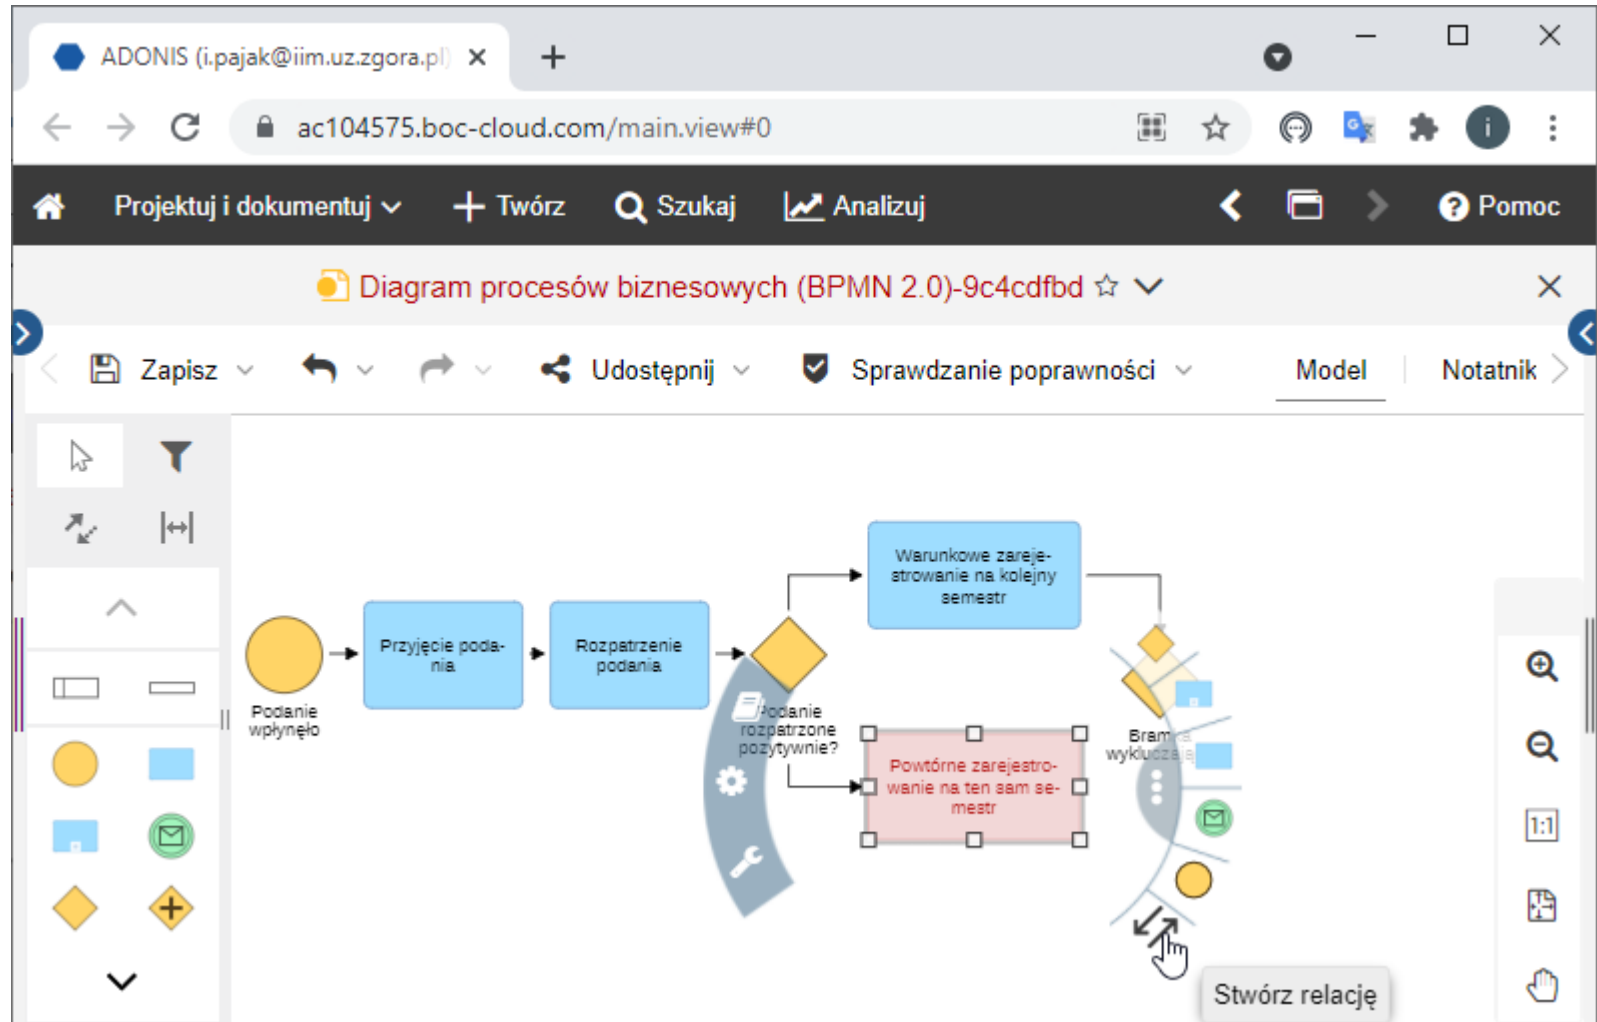 ADONIS (i.pajak@iim.uz.zgora.pl)
ac104575.boc-cloud.com/main.view#0
i
Projektuj i dokumentuj
Twórz
Szukaj
Analizuj
Pomoc
Diagram procesów biznesowych (BPMN 2.0)-9c4cdfbd
Zapisz
Udostępnij
Sprawdzanie poprawności
Model
Notatnik
Warunkowe zareje-
strowanie na kolejny
semestr
Przyjęcie poda-
nia
Rozpatrzenie
podania
Podanie
wpłynęło
Podanie
rozpatrzone
pozytywnie?
Powtórne zarejestro-
wanie na ten sam se-
mestr
1:1
Stwórz relację